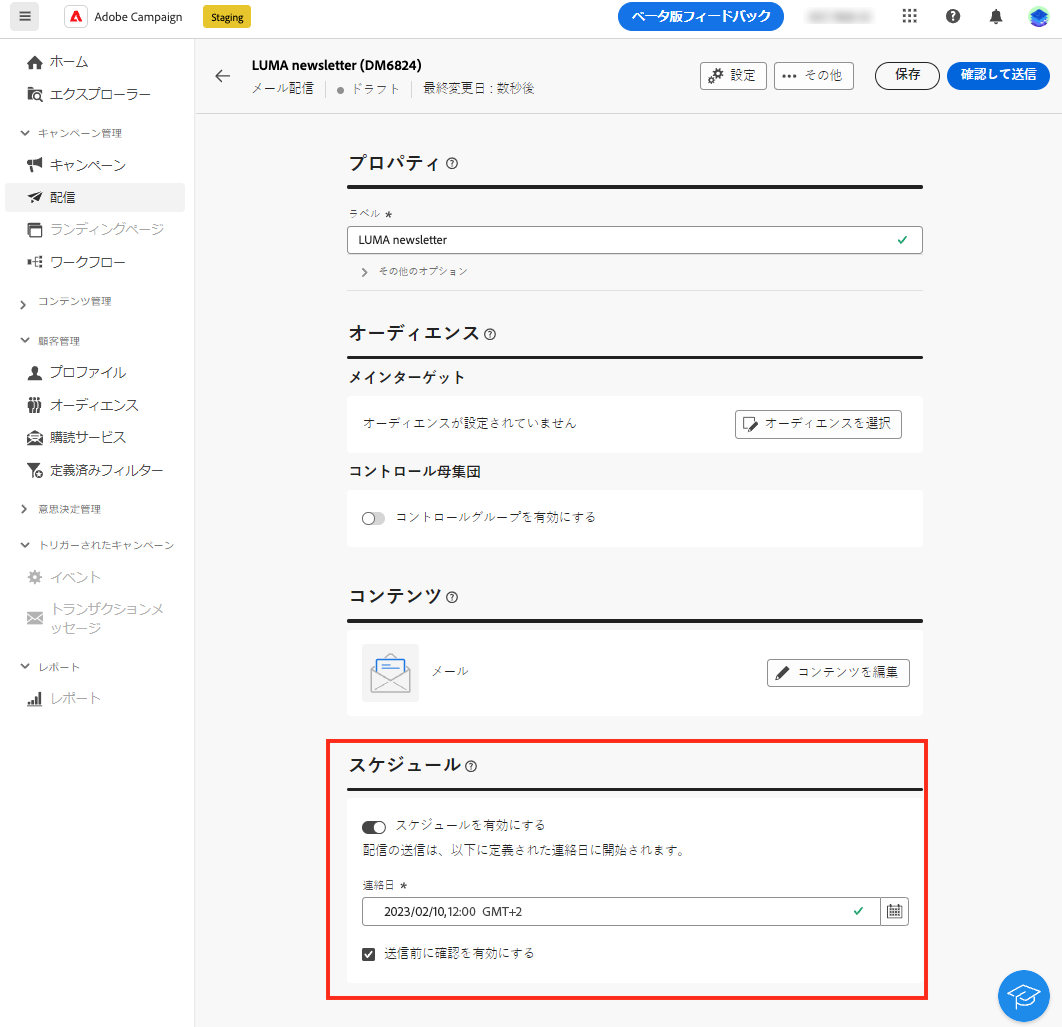 Adobe Campaign
Staging
ベータ版フィードバック
ホーム
エクスプローラー
キャンペーン管理
キャンペーン
配信
ランディングページ
ワークフロー
コンテンツ管理
顧客管理
プロファイル
オーディエンス
購読サービス
定義済みフィルター
意思決定管理
トリガーされたキャンペーン
イベント
トランザクションメ
ッセージ
レポート
レポート
LUMA newsletter (DM6824)
メール配信
ドラフト
最終変更日 : 数秒後
設定
その他
保存
確認して送信
プロパティ
ラベル *
LUMA newsletter
その他のオプション
オーディエンス
メインターゲット
オーディエンスが設定されていません
オーディエンスを選択
コントロール母集団
コントロールグループを有効にする
コンテンツ
メール
コンテンツを編集
スケジュール
スケジュールを有効にする
配信の送信は、以下に定義された連絡日に開始されます。
連絡日 *
2023/02/10,12:00 GMT+2
送信前に確認を有効にする